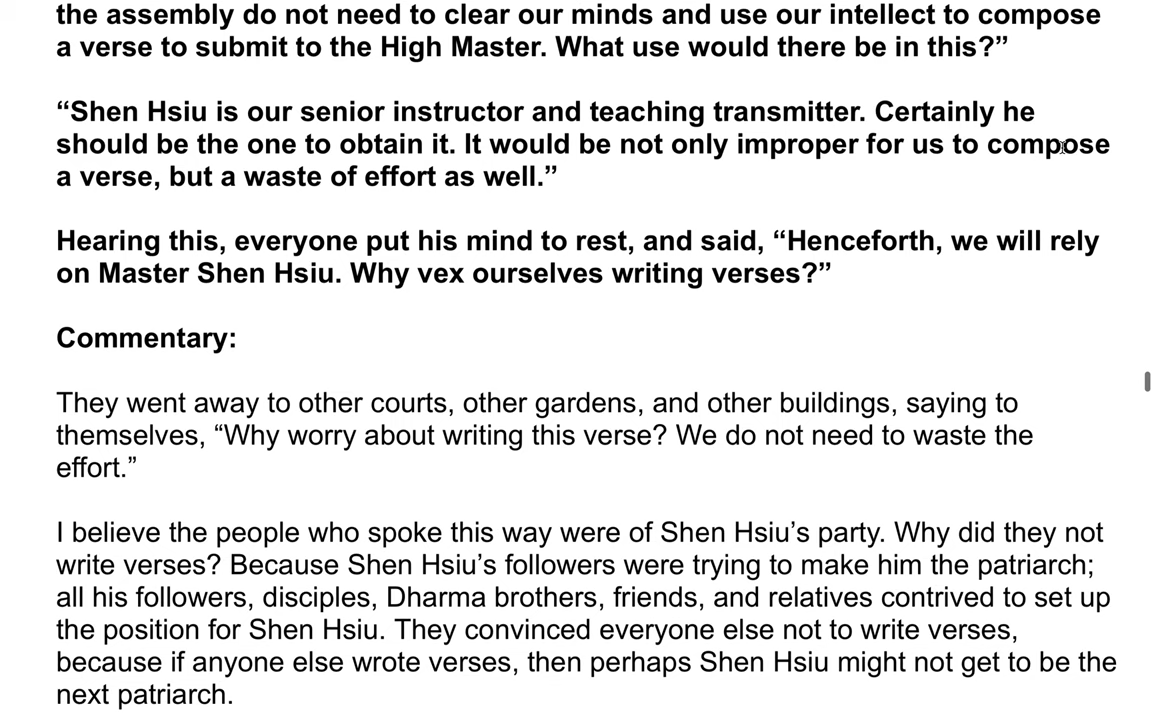 the assembly do not need to clear our minds and use our intellect to compose
a verse to submit to the High Master. What use would there be in this?”
“Shen Hsiu is our senior instructor and teaching transmitter. Certainly he
should be the one to obtain it. It would be not only improper for us to compose
a verse, but a waste of effort as well.”
Hearing this, everyone put his mind to rest, and said, “Henceforth, we will rely
on Master Shen Hsiu. Why vex ourselves writing verses?”
Commentary:
They went away to other courts, other gardens, and other buildings, saying to
themselves, “Why worry about writing this verse? We do not need to waste the
effort.”
I believe the people who spoke this way were of Shen Hsiu’s party. Why did they not
write verses? Because Shen Hsiu’s followers were trying to make him the patriarch;
all his followers, disciples, Dharma brothers, friends, and relatives contrived to set up
the position for Shen Hsiu. They convinced everyone else not to write verses,
because if anyone else wrote verses, then perhaps Shen Hsiu might not get to be the
next patriarch.